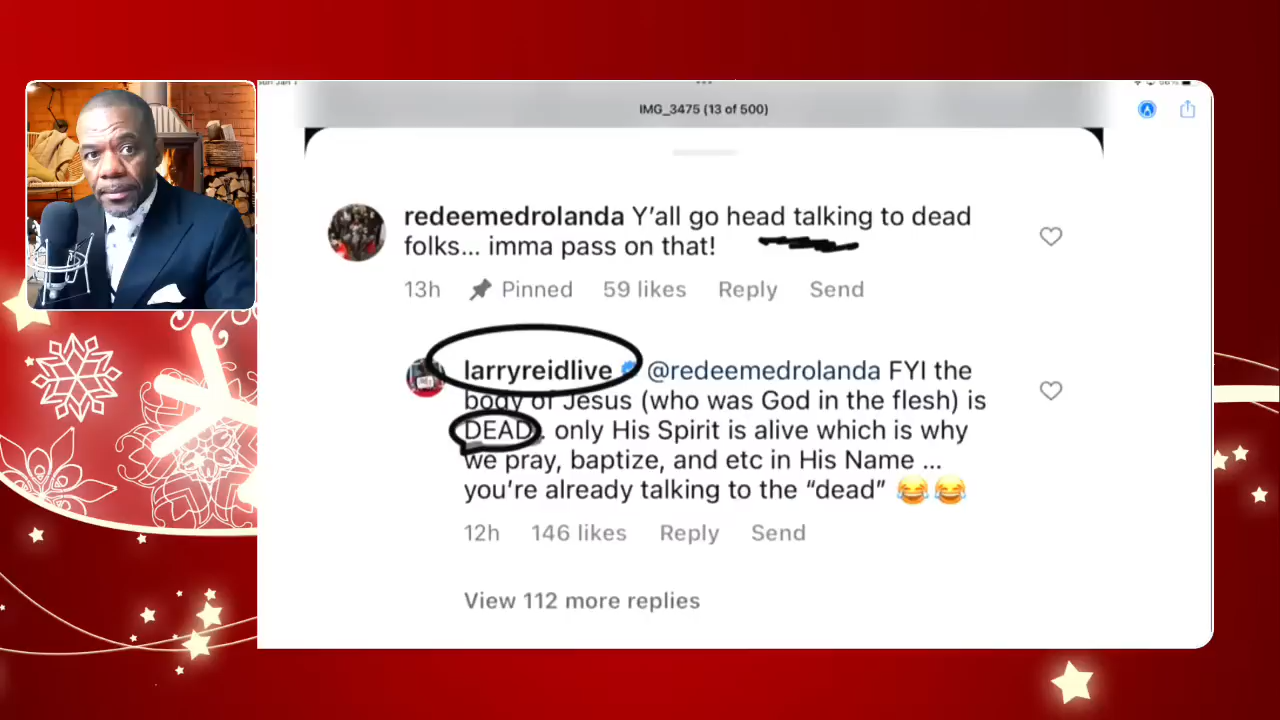 IMG_3475 (13 of 500)
redeemedrolanda Y'all go head talking to dead
folks... imma pass on that!
13h Pinned 59 likes Reply Send
larryreidlive @redeemedrolanda FYI the
body of Jesus (who was God in the flesh) is
DEAD. only His Spirit is alive which is why
we pray, baptize, and etc in His Name ...
you're already talking to the “dead” 😂😂
12h 146 likes Reply Send
View 112 more replies